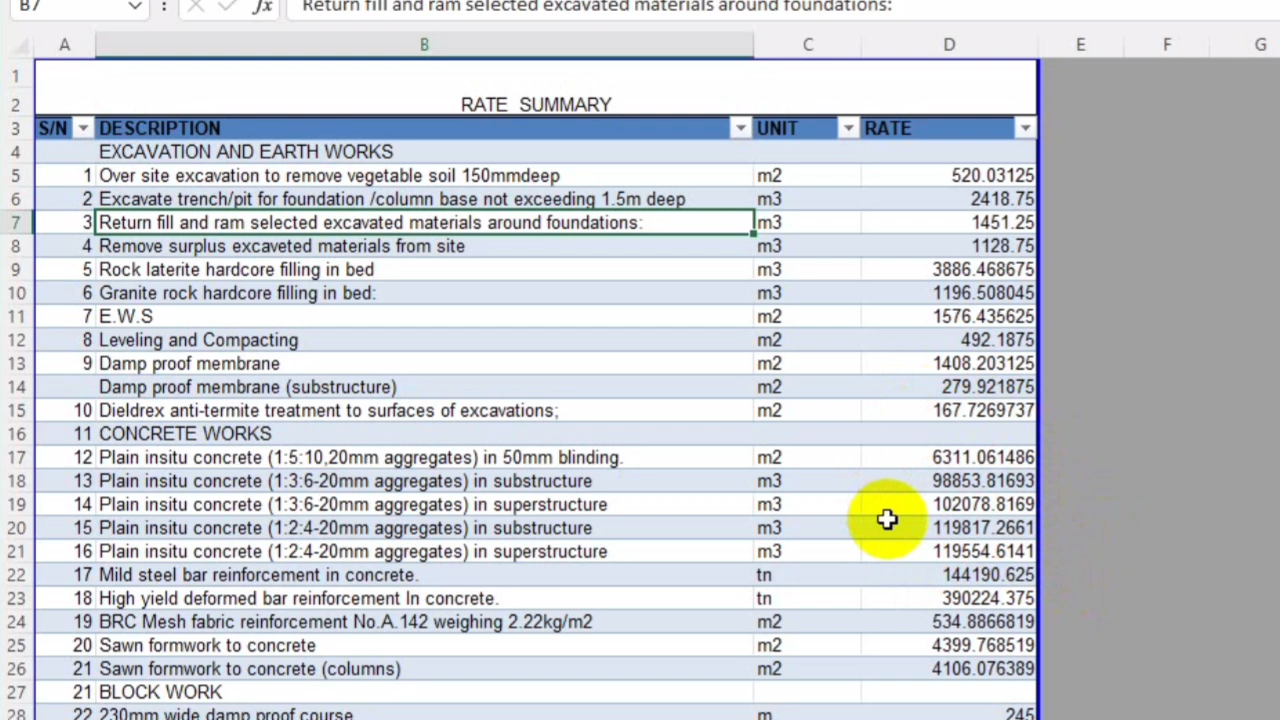 B7 : fx Return fill and ram selected excavated materials around foundations:
A B C D E F G
1
2 RATE SUMMARY
3 S/N DESCRIPTION UNIT RATE
4 EXCAVATION AND EARTH WORKS
5 1 Over site excavation to remove vegetable soil 150mmdeep m2 520.03125
6 2 Excavate trench/pit for foundation /column base not exceeding 1.5m deep m3 2418.75
7 3 Return fill and ram selected excavated materials around foundations: m3 1451.25
8 4 Remove surplus excaveted materials from site m3 1128.75
9 5 Rock laterite hardcore filling in bed m3 3886.468675
10 6 Granite rock hardcore filling in bed: m3 1196.508045
11 7 E.W.S m2 1576.435625
12 8 Leveling and Compacting m2 492.1875
13 9 Damp proof membrane m2 1408.203125
14 Damp proof membrane (substructure) m2 279.921875
15 10 Dieldrex anti-termite treatment to surfaces of excavations; m2 167.7269737
16 11 CONCRETE WORKS
17 12 Plain insitu concrete (1:5:10,20mm aggregates) in 50mm blinding. m2 6311.061486
18 13 Plain insitu concrete (1:3:6-20mm aggregates) in substructure m3 98853.81693
19 14 Plain insitu concrete (1:3:6-20mm aggregates) in superstructure m3 102078.8169
20 15 Plain insitu concrete (1:2:4-20mm aggregates) in substructure m3 119817.2661
21 16 Plain insitu concrete (1:2:4-20mm aggregates) in superstructure m3 119554.6141
22 17 Mild steel bar reinforcement in concrete. tn 144190.625
23 18 High yield deformed bar reinforcement In concrete. tn 390224.375
24 19 BRC Mesh fabric reinforcement No.A.142 weighing 2.22kg/m2 m2 534.8866819
25 20 Sawn formwork to concrete m2 4399.768519
26 21 Sawn formwork to concrete (columns) m2 4106.076389
27 21 BLOCK WORK
28 22 230mm wide damp proof course m 245